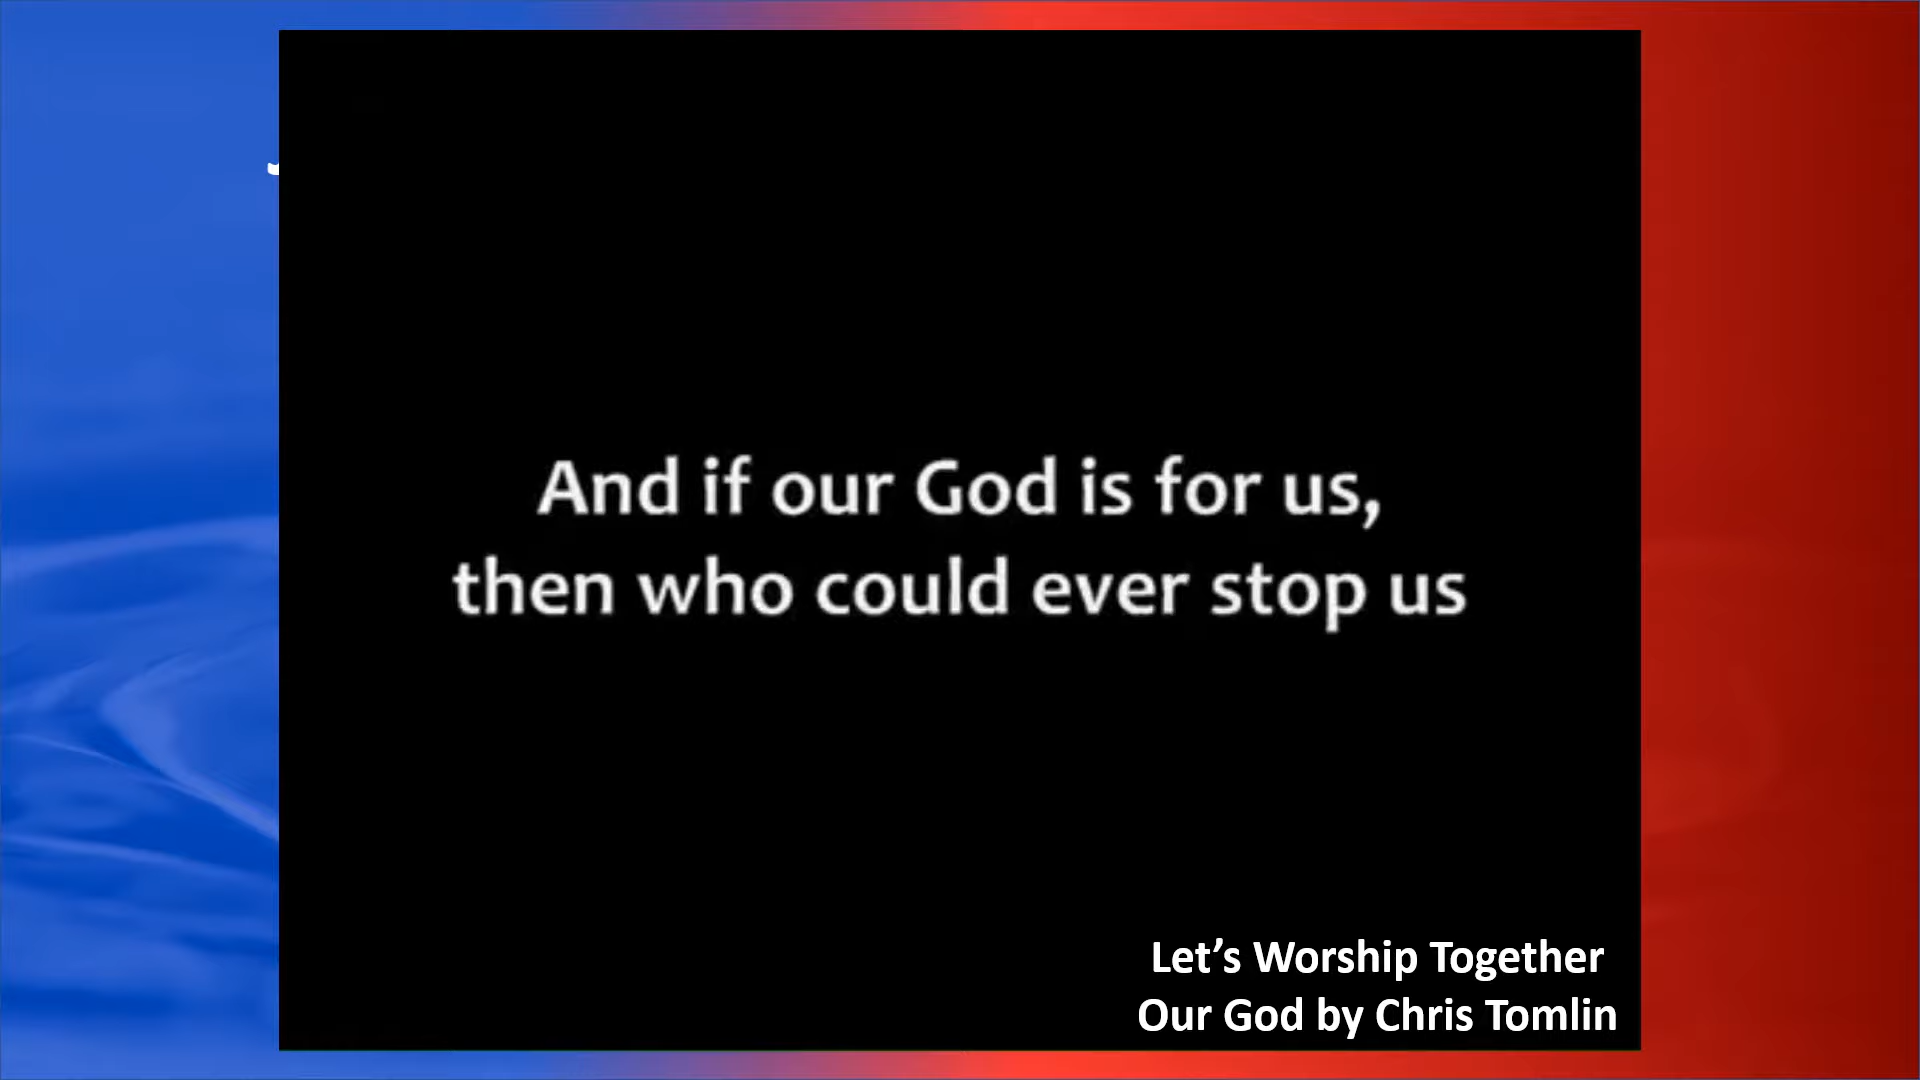 And if our God is for us,
then who could ever stop us
Let’s Worship Together
Our God by Chris Tomlin